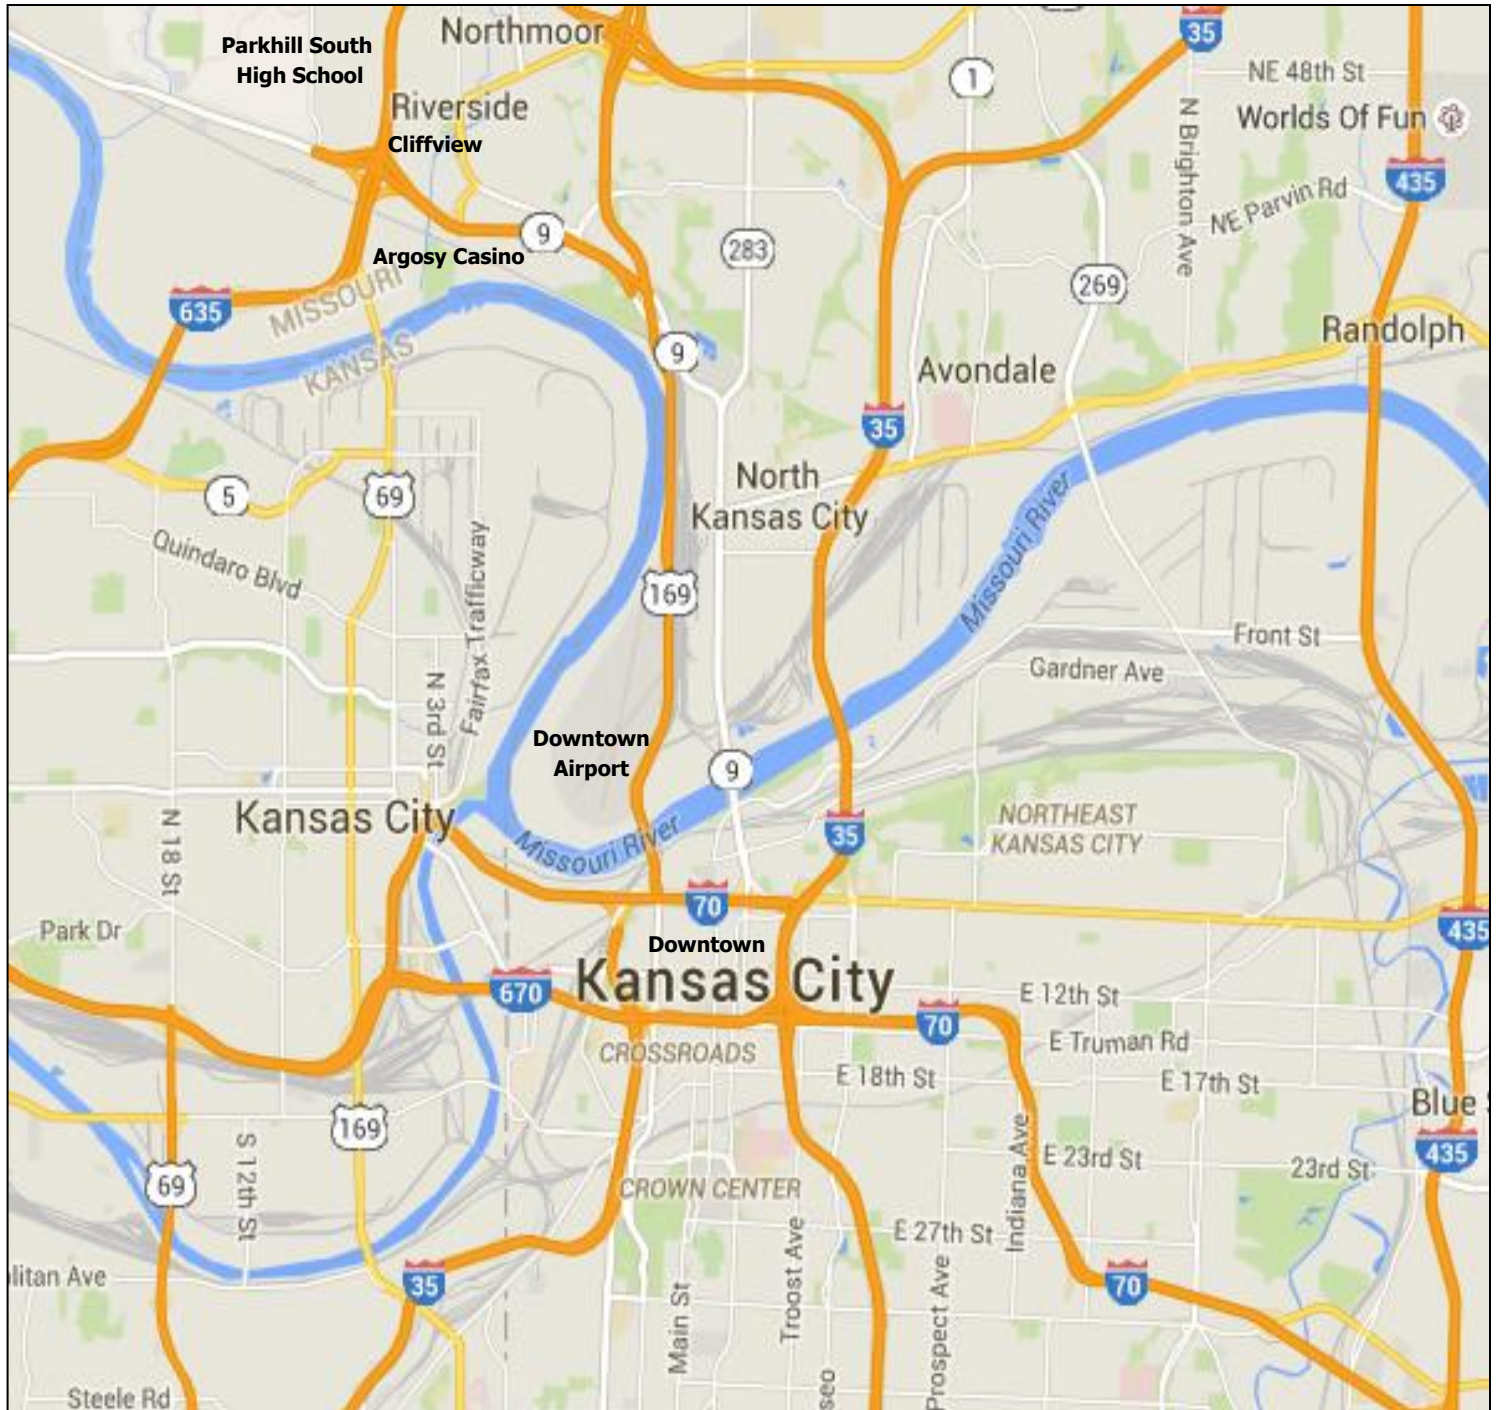 Northmoor
35
Parkhill South
High School
NE 48th St
1
Riverside
N Brighton Ave
Worlds Of Fun
Cliffview
435
NE Parvin Rd
9
283
Argosy Casino
269
MISSOURI
635
KANSAS
Randolph
9
Avondale
35
North
Kansas City
5
69
Quindaro Blvd
Fairfax Trafficway
Missouri River
169
Front St
Gardner Ave
N 3rd St
Downtown
Airport
9
Kansas City
Missouri River
35
NORTHEAST
KANSAS CITY
N 18 St
70
Park Dr
435
Downtown
Kansas City
670
E 12th St
70
E Truman Rd
CROSSROADS
E 18th St
E 17th St
Blue
169
Indiana Ave
E 23rd St
23rd St
435
69
S 12th St
CROWN CENTER
E 27th St
litan Ave
35
Main St
Troost Ave
Prospect Ave
70
seo
Steele Rd